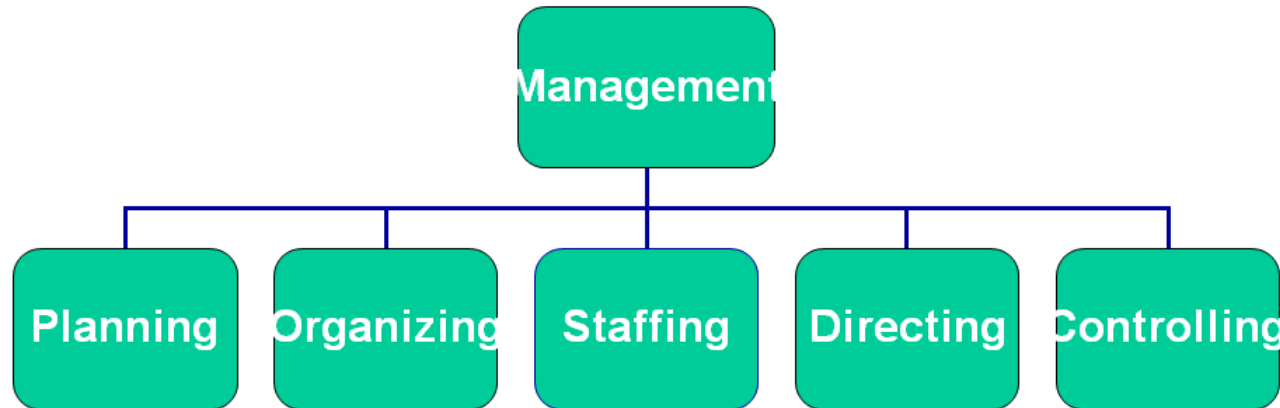 Management
Planning
Organizing
Staffing
Directing
Controlling